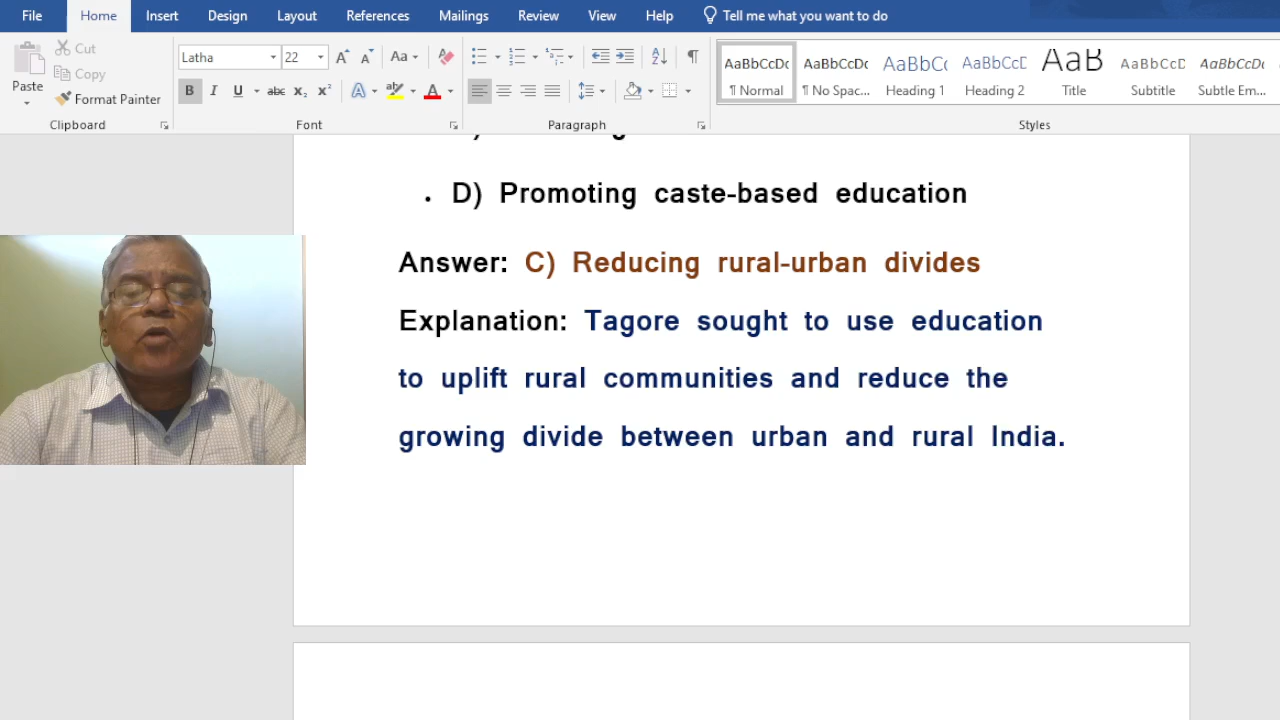 File Home Insert Design Layout References Mailings Review View Help Tell me what you want to do
Paste
Cut
Copy
Format Painter
Latha 22
AaBbCcDc AaBbCcDc AaBbCc AaBbCcD AaB AaBbCcD AaBbCcDc
¶ Normal ¶ No Spac... Heading 1 Heading 2 Title Subtitle Subtle Em...
Clipboard Font Paragraph Styles
• D) Promoting caste-based education
Answer: C) Reducing rural-urban divides
Explanation: Tagore sought to use education
to uplift rural communities and reduce the
growing divide between urban and rural India.